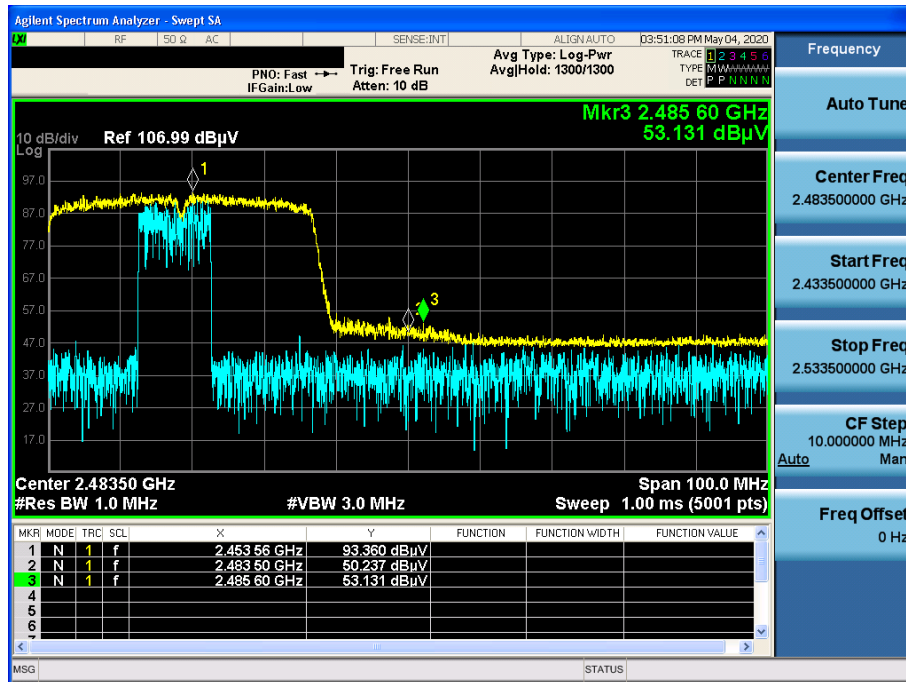 Agilent Spectrum Analyzer - Swept SA
LXI RF 50 Ω AC SENSE:INT ALIGN AUTO 03:51:08 PM May 04, 2020
Frequency
Avg Type: Log-Pwr TRACE 1 2 3 4 5 6
PNO: Fast Trig: Free Run Avg|Hold: 1300/1300 TYPE M W W W W W
IFGain:Low Atten: 10 dB DET P P N N N N
Auto Tune
Mkr3 2.485 60 GHz
10 dB/div Ref 106.99 dBµV 53.131 dBµV
Log
97.0
87.0
77.0
67.0
57.0
47.0
37.0
27.0
17.0
1
2
3
Center Freq
2.483500000 GHz
Start Freq
2.433500000 GHz
Stop Freq
2.533500000 GHz
CF Step
10.000000 MHz
Auto Man
Freq Offset
0 Hz
Center 2.48350 GHz Span 100.0 MHz
#Res BW 1.0 MHz #VBW 3.0 MHz Sweep 1.00 ms (5001 pts)
MKR MODE TRC SCL X Y FUNCTION FUNCTION WIDTH FUNCTION VALUE
1 N 1 f 2.453 56 GHz 93.360 dBµV
2 N 1 f 2.483 50 GHz 50.237 dBµV
3 N 1 f 2.485 60 GHz 53.131 dBµV
4
5
6
MSG STATUS